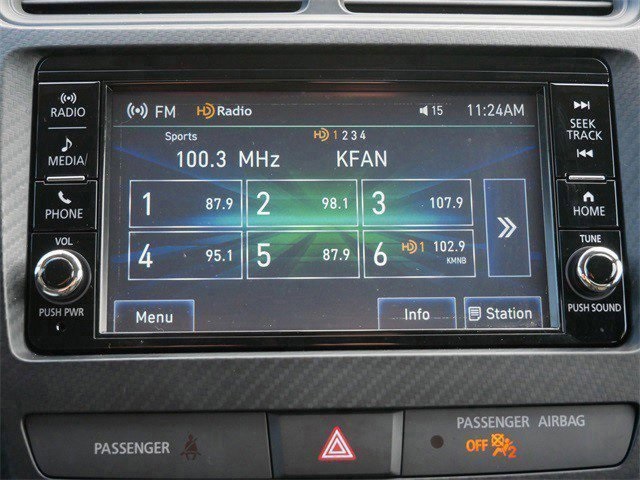 RADIO
MEDIA/
PHONE
VOL
PUSH PWR
FM HD Radio 15 11:24AM
Sports HD 1 2 3 4
100.3 MHz KFAN
1 87.9 2 98.1 3 107.9
4 95.1 5 87.9 6 HD 1 102.9
KMNB
Menu Info Station
SEEK
TRACK
HOME
TUNE
PUSH SOUND
PASSENGER
PASSENGER AIRBAG
OFF 2